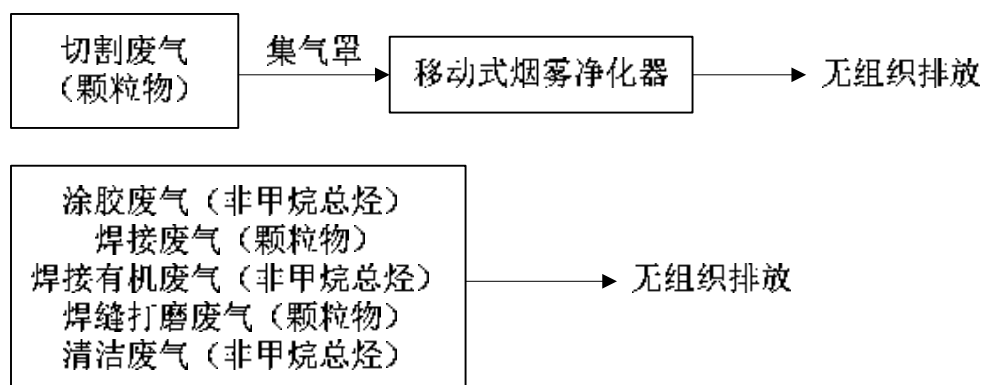 切割废气
（颗粒物）
集气罩
移动式烟雾净化器
无组织排放
涂胶废气（非甲烷总烃）
焊接废气（颗粒物）
焊接有机废气（非甲烷总烃）
焊缝打磨废气（颗粒物）
清洁废气（非甲烷总烃）
无组织排放